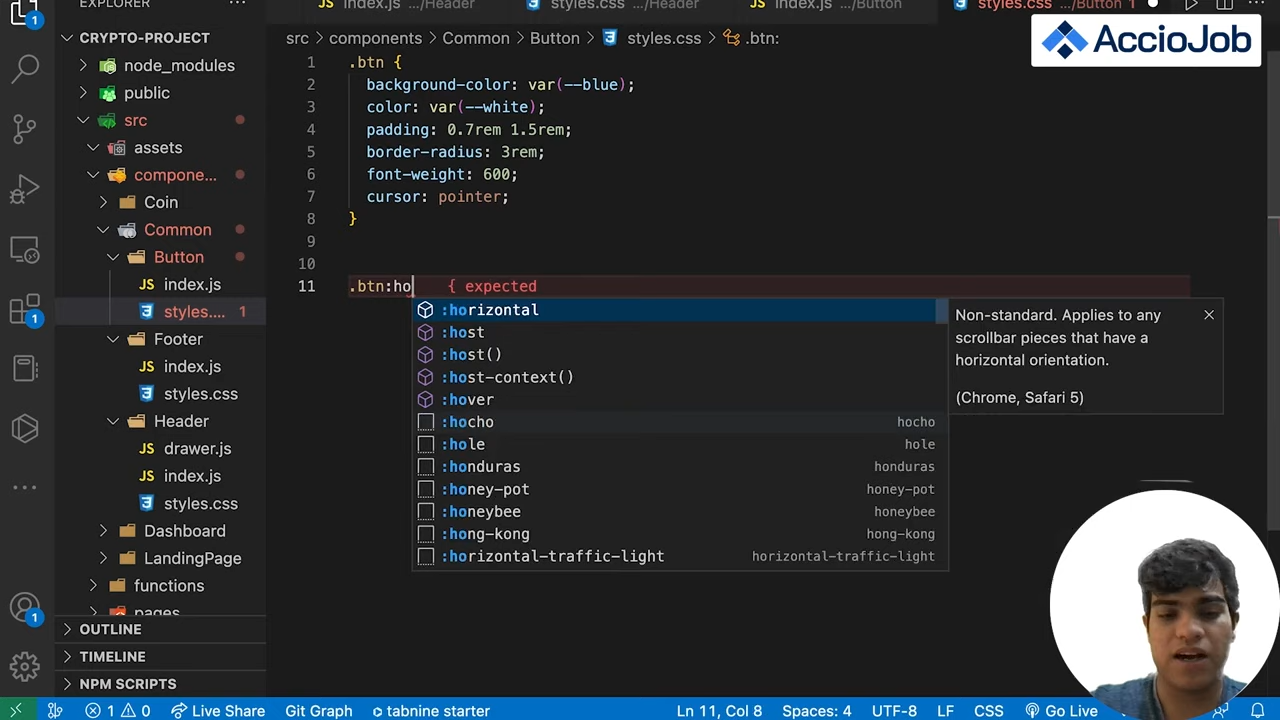 EXPLORER
index.js .../Header
styles.css .../Header
index.js .../Button
styles.css .../Button 1
AccioJob
CRYPTO-PROJECT
node_modules
public
src
assets
compone...
Coin
Common
Button
JS index.js
styles.... 1
Footer
JS index.js
styles.css
Header
JS drawer.js
JS index.js
styles.css
Dashboard
LandingPage
functions
pages
OUTLINE
TIMELINE
NPM SCRIPTS
1
1
1
src > components > Common > Button > styles.css > .btn:
1 .btn {
2 background-color: var(--blue);
3 color: var(--white);
4 padding: 0.7rem 1.5rem;
5 border-radius: 3rem;
6 font-weight: 600;
7 cursor: pointer;
8 }
9
10
11 .btn:ho { expected
:horizontal
:host
:host()
:host-context()
:hover
:hocho hocho
:hole hole
:honduras honduras
:honey-pot honey-pot
:honeybee honeybee
:hong-kong hong-kong
:horizontal-traffic-light horizontal-traffic-light
Non-standard. Applies to any
scrollbar pieces that have a
horizontal orientation.
(Chrome, Safari 5)
1 0 Live Share Git Graph tabnine starter Ln 11, Col 8 Spaces: 4 UTF-8 LF CSS Go Live